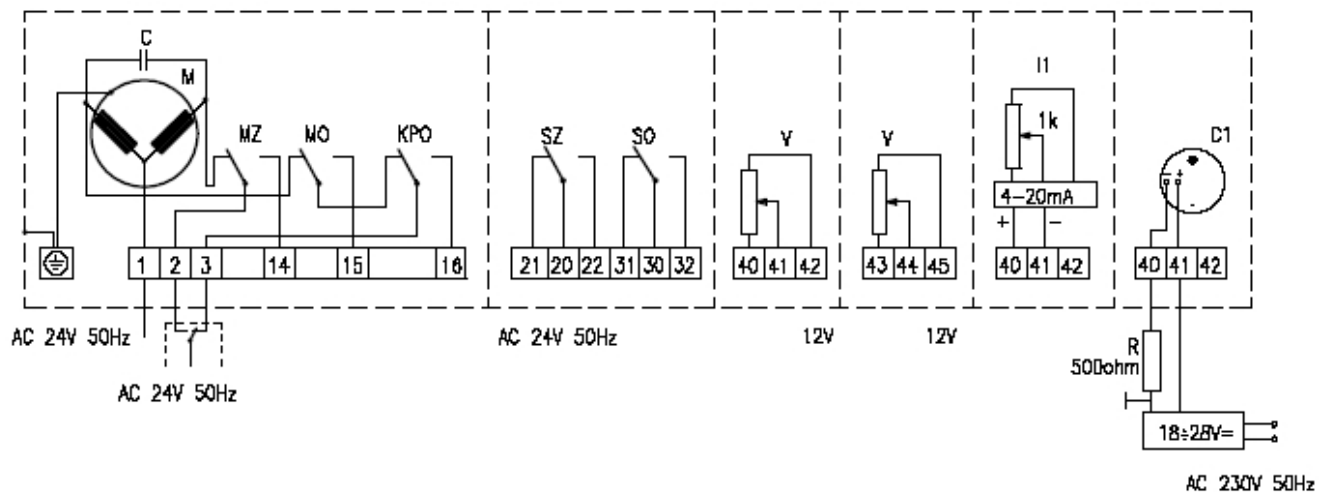 C
M
MZ MO KPO
1 2 3 14 15 16
AC 24V 50Hz
AC 24V 50Hz
SZ SO
21 20 22 31 30 32
AC 24V 50Hz
V
40 41 42
12V
V
43 44 45
12V
I1
1k
4-20mA
+ -
40 41 42
C1
- +
-
40 41 42
R
500ohm
18÷28V=
AC 230V 50Hz